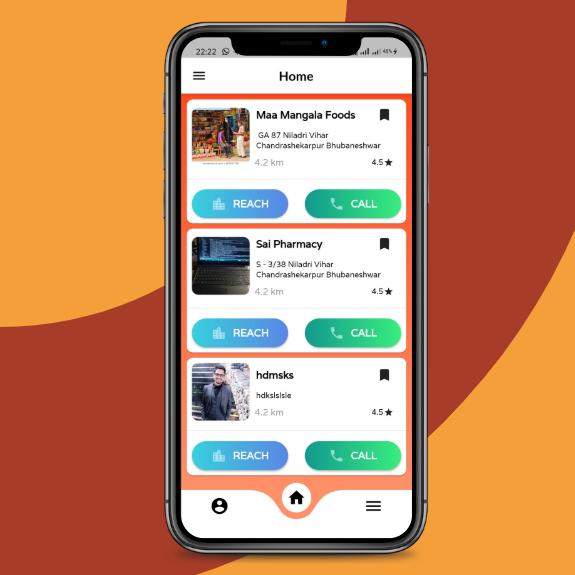 22:22
45%
Home
Maa Mangala Foods
GA 87 Niladri Vihar
Chandrashekarpur Bhubaneshwar
4.2 km
4.5
REACH
CALL
Sai Pharmacy
S - 3/38 Niladri Vihar
Chandrashekarpur Bhubaneshwar
4.2 km
4.5
REACH
CALL
hdmsks
hdkslslsle
4.2 km
4.5
REACH
CALL